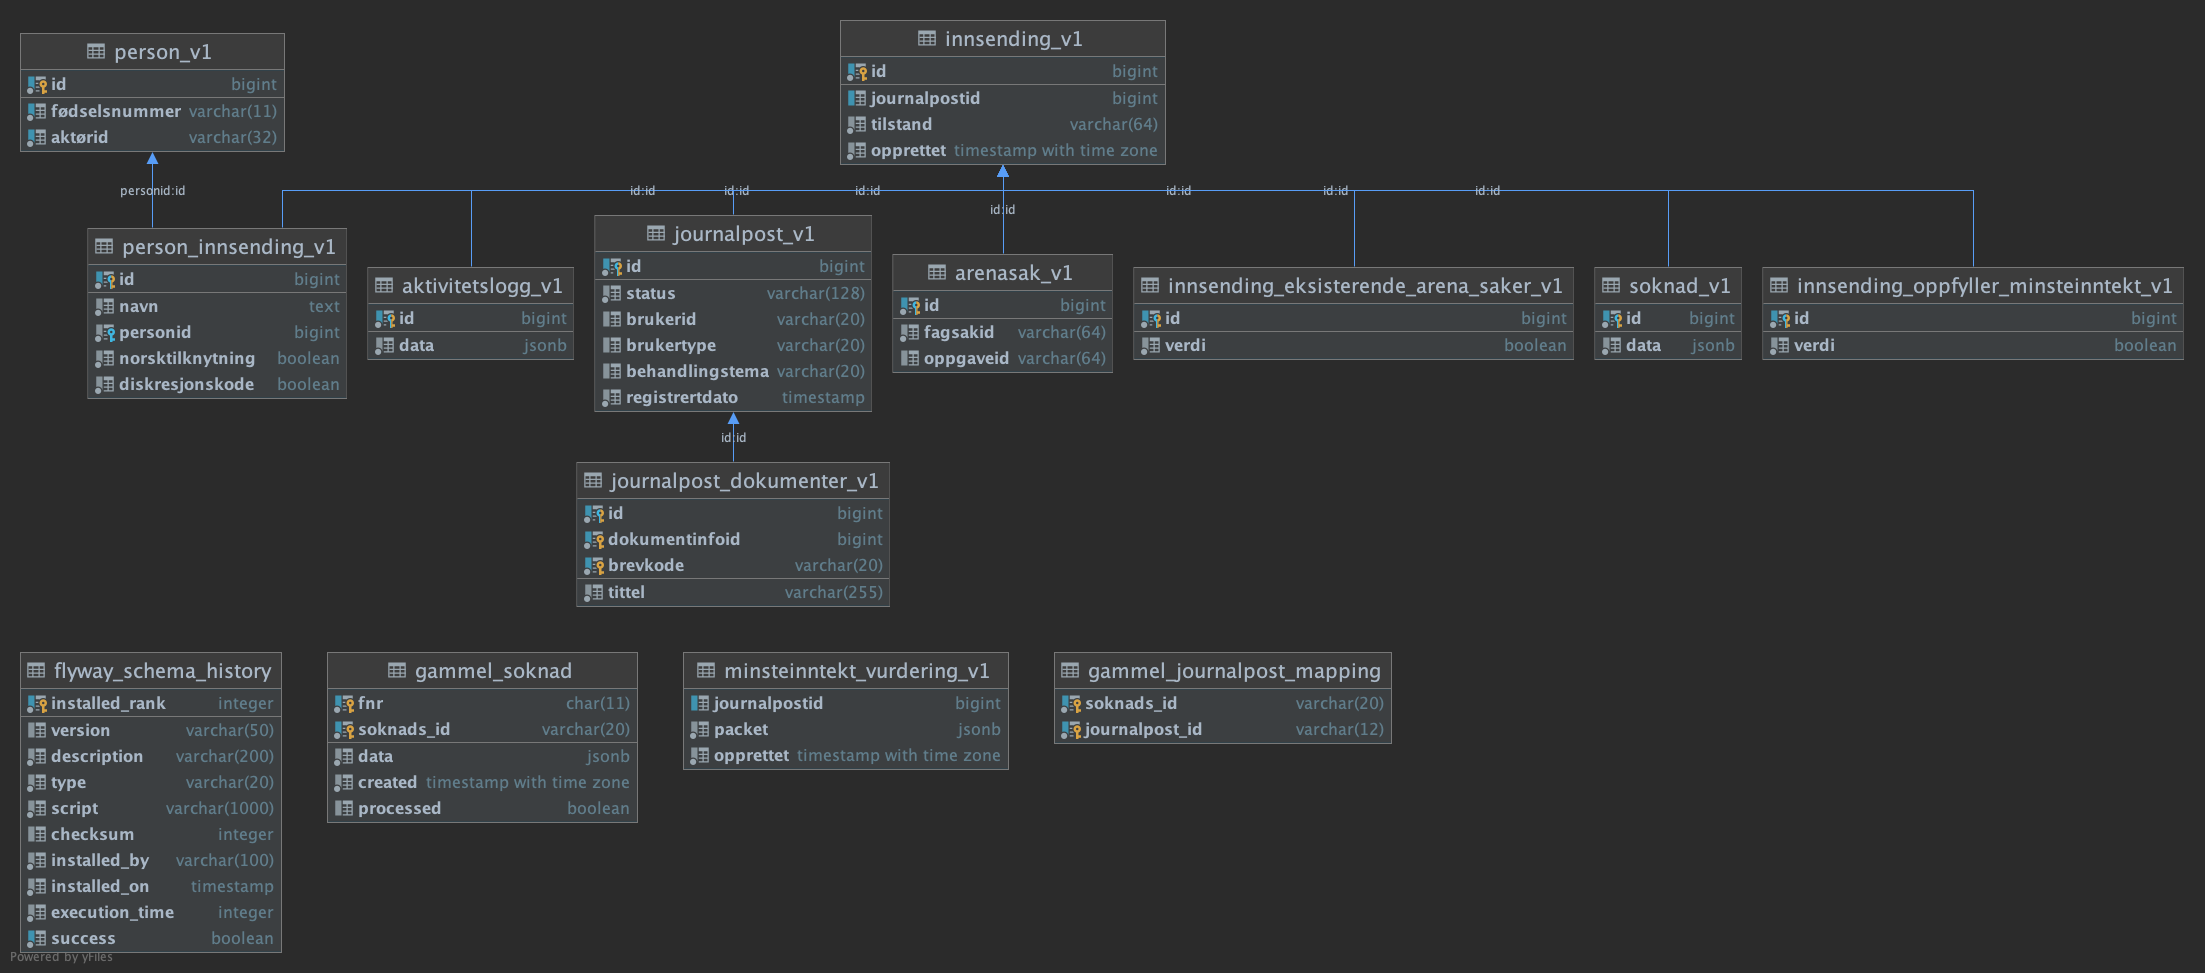 person_v1
id bigint
fødselsnummer varchar(11)
aktørid varchar(32)
innsending_v1
id bigint
journalpostid bigint
tilstand varchar(64)
opprettet timestamp with time zone
personid:id
id:id
id:id
id:id
id:id
id:id
id:id
id:id
person_innsending_v1
id bigint
navn text
personid bigint
norsktilknytning boolean
diskresjonskode boolean
aktivitetslogg_v1
id bigint
data jsonb
journalpost_v1
id bigint
status varchar(128)
brukerid varchar(20)
brukertype varchar(20)
behandlingstema varchar(20)
registrertdato timestamp
arenasak_v1
id bigint
fagsakid varchar(64)
oppgaveid varchar(64)
innsending_eksisterende_arena_saker_v1
id bigint
verdi boolean
soknad_v1
id bigint
data jsonb
innsending_oppfyller_minsteinntekt_v1
id bigint
verdi boolean
id:id
journalpost_dokumenter_v1
id bigint
dokumentinfoid bigint
brevkode varchar(20)
tittel varchar(255)
flyway_schema_history
installed_rank integer
version varchar(50)
description varchar(200)
type varchar(20)
script varchar(1000)
checksum integer
installed_by varchar(100)
installed_on timestamp
execution_time integer
success boolean
gammel_soknad
fnr char(11)
soknads_id varchar(20)
data jsonb
created timestamp with time zone
processed boolean
minsteinntekt_vurdering_v1
journalpostid bigint
packet jsonb
opprettet timestamp with time zone
gammel_journalpost_mapping
soknads_id varchar(20)
journalpost_id varchar(12)
Powered by yFiles